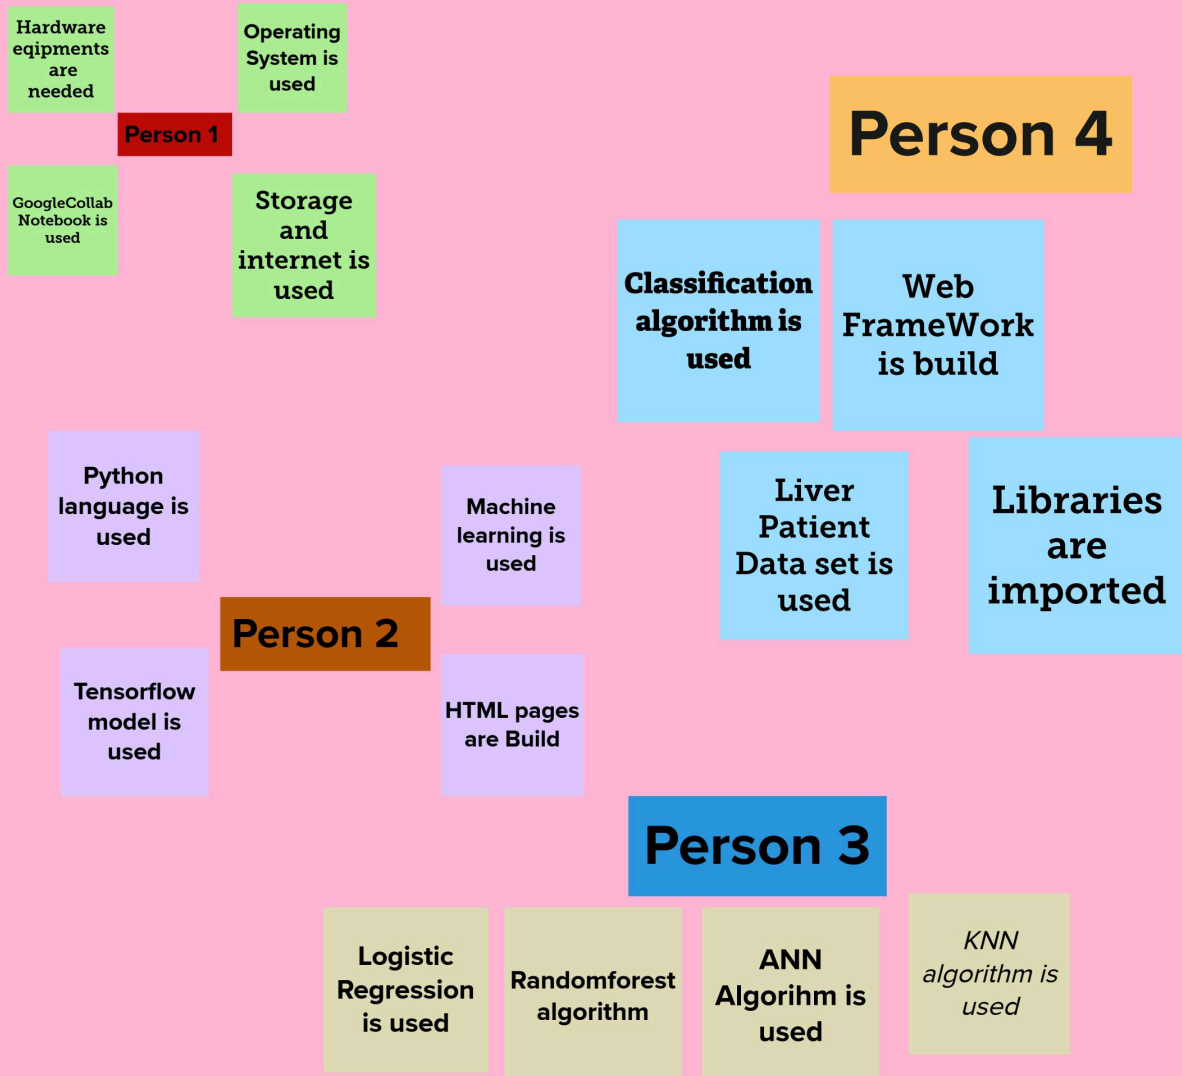 Hardware
eqipments
are
needed
Operating
System is
used
Person 1
GoogleCollab
Notebook is
used
Storage
and
internet is
used
Person 4
Classification
algorithm is
used
Web
FrameWork
is build
Liver
Patient
Data set is
used
Libraries
are
imported
Python
language is
used
Machine
learning is
used
Person 2
Tensorflow
model is
used
HTML pages
are Build
Person 3
Logistic
Regression
is used
Randomforest
algorithm
ANN
Algorihm is
used
KNN
algorithm is
used